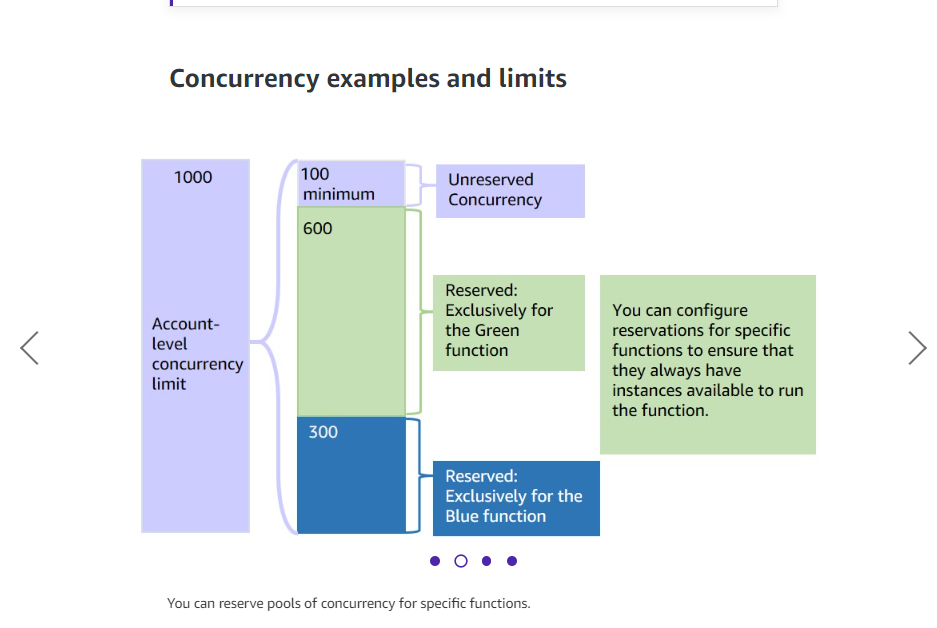 Concurrency examples and limits
1000
Account-
level
concurrency
limit
100
minimum
Unreserved
Concurrency
600
Reserved:
Exclusively for
the Green
function
You can configure
reservations for specific
functions to ensure that
they always have
instances available to run
the function.
300
Reserved:
Exclusively for the
Blue function
You can reserve pools of concurrency for specific functions.